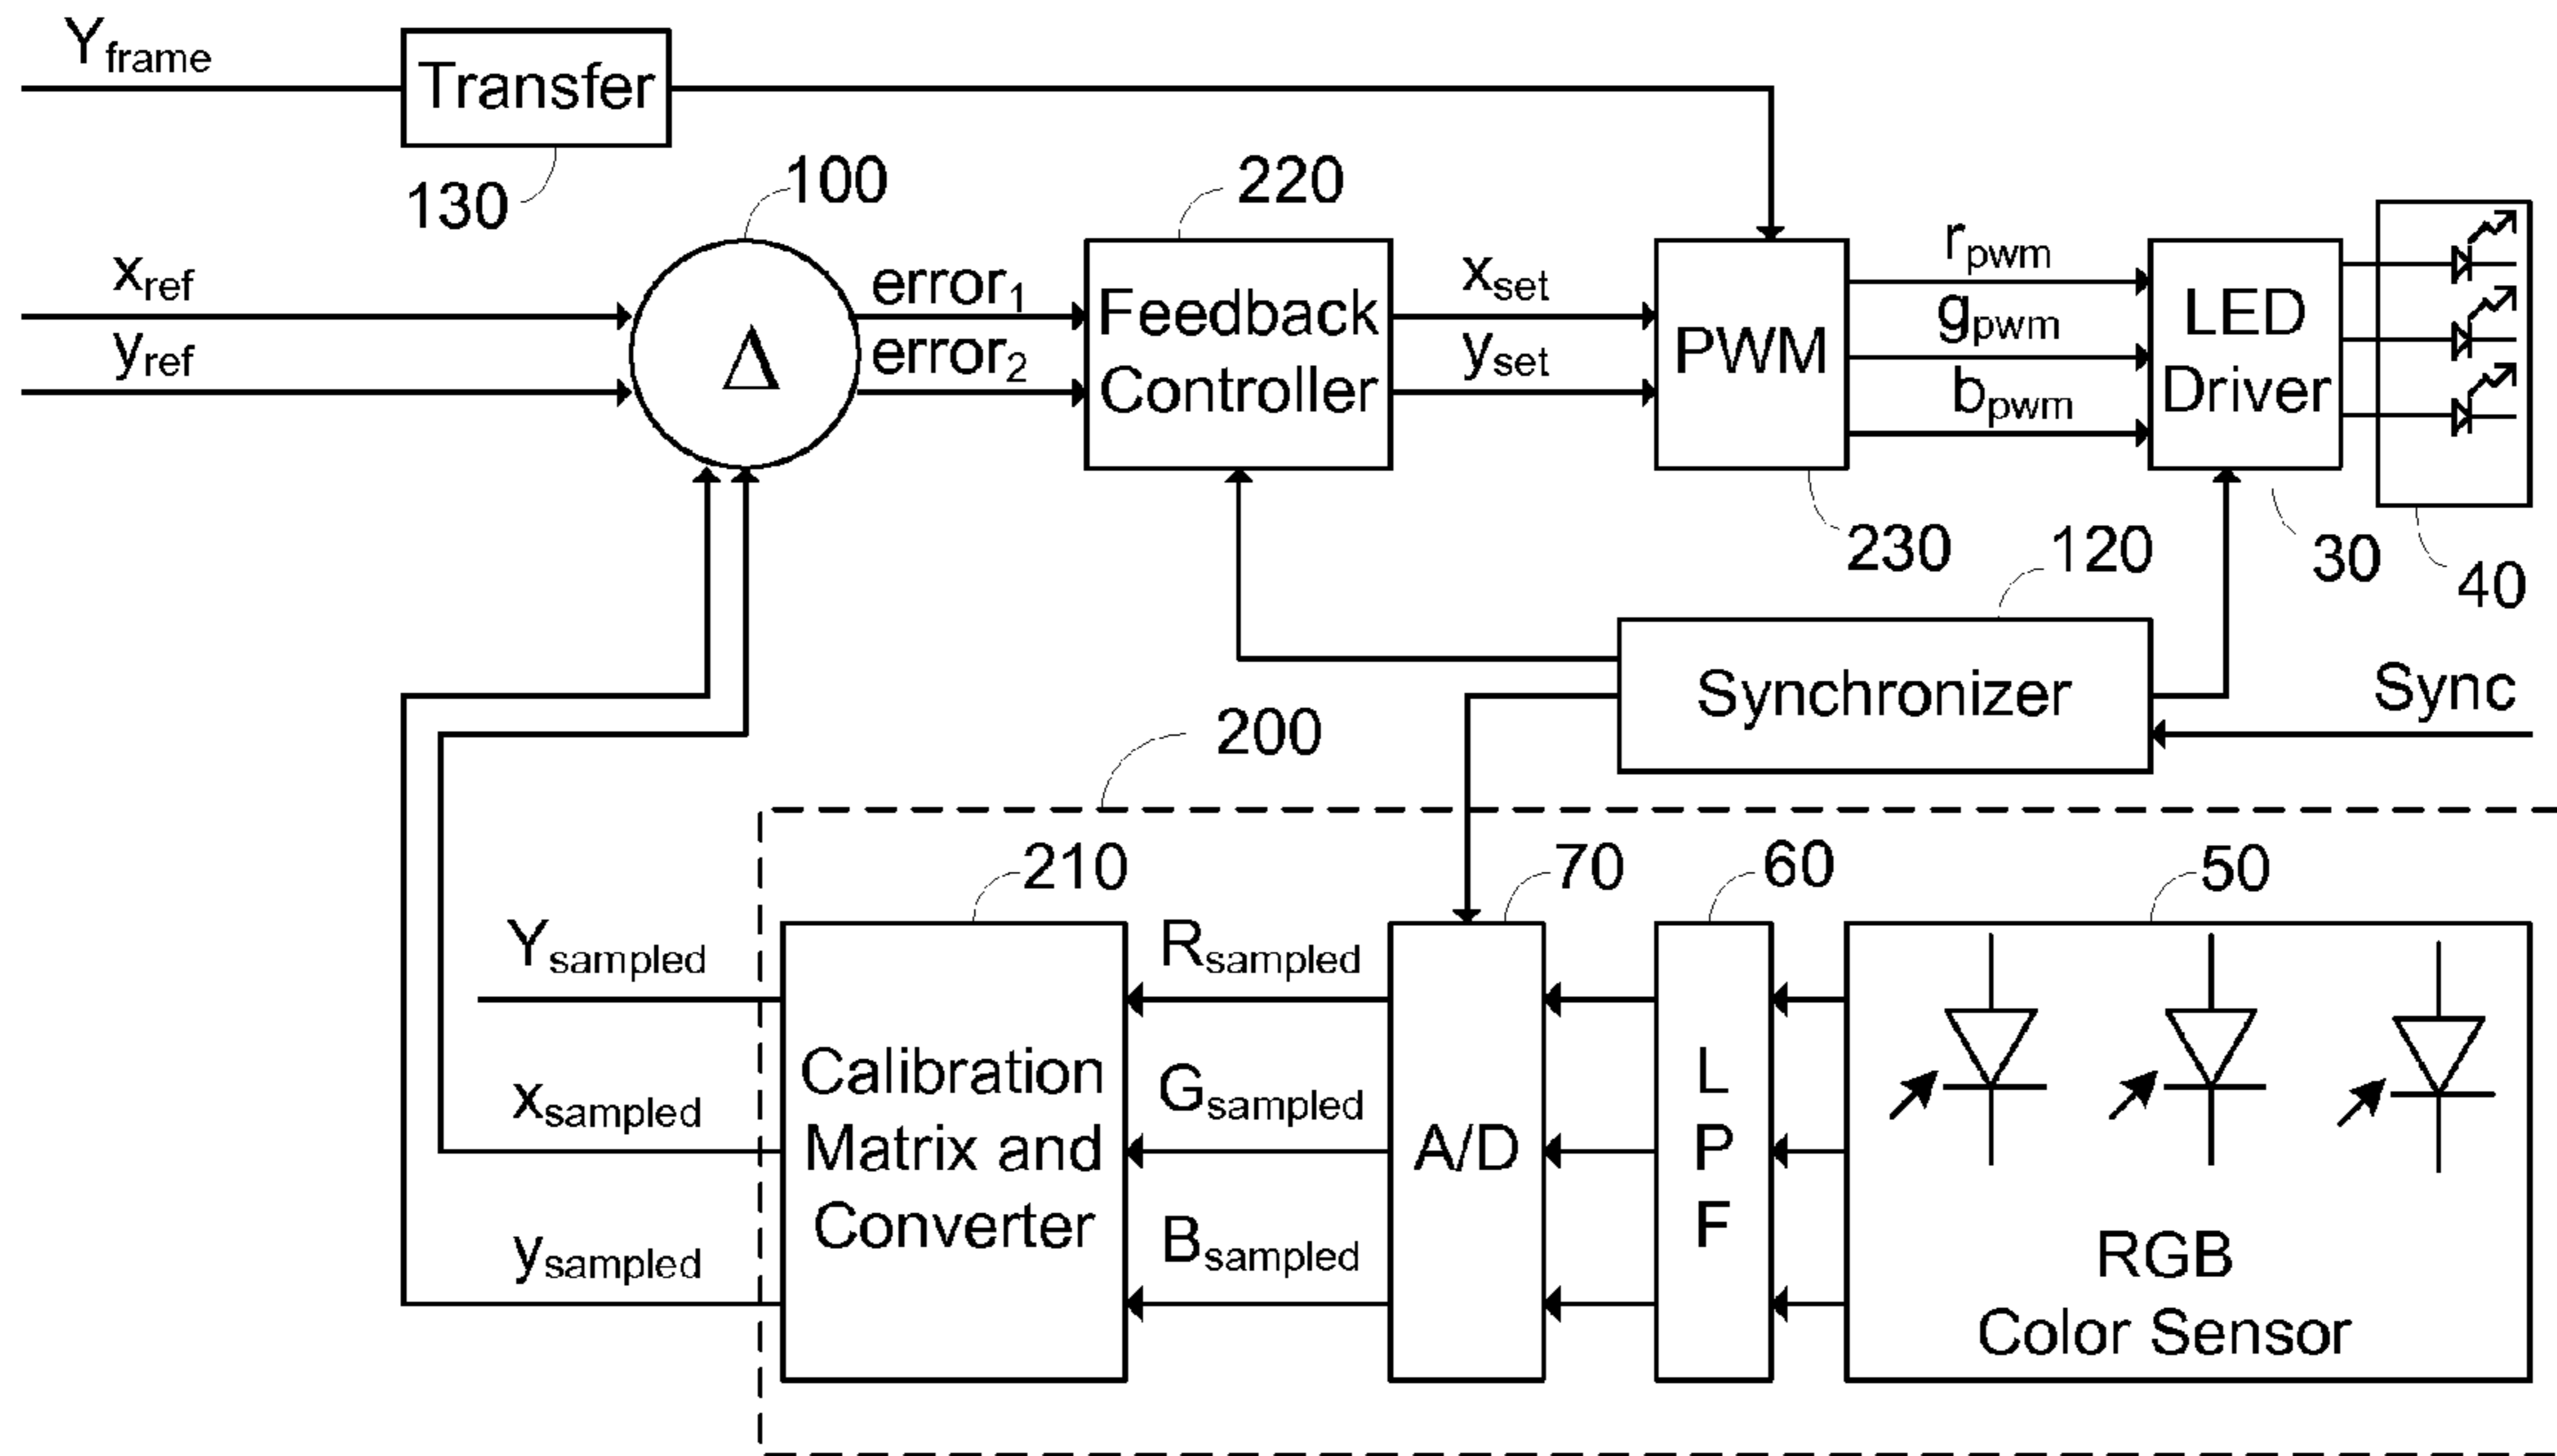 Yframe
Transfer
130
100
220
xref
yref
Δ
error1
error2
Feedback
Controller
xset
yset
PWM
rpwm
gpwm
bpwm
LED
Driver
230
30
40
120
Synchronizer
Sync
200
210
70
60
50
Ysampled
xsampled
ysampled
Calibration
Matrix and
Converter
Rsampled
Gsampled
Bsampled
A/D
L
P
F
RGB
Color Sensor